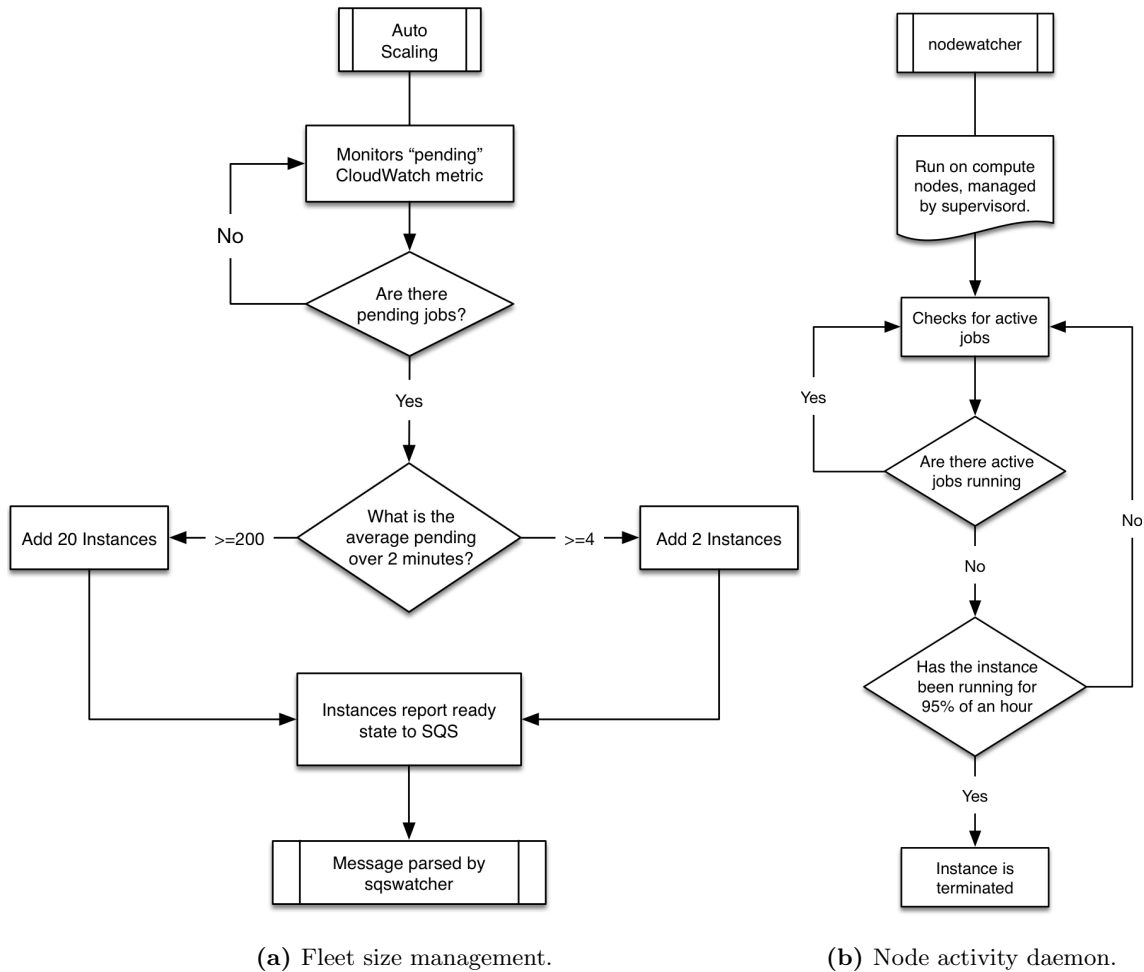 Auto
Scaling
Monitors “pending”
CloudWatch metric
No
Are there
pending jobs?
Yes
What is the
average pending
over 2 minutes?
>=200
Add 20 Instances
>=4
Add 2 Instances
Instances report ready
state to SQS
Message parsed by
sqswatcher
(a) Fleet size management.
nodewatcher
Run on compute
nodes, managed
by supervisord.
Checks for active
jobs
Yes
Are there active
jobs running
No
No
Has the instance
been running for
95% of an hour
Yes
Instance is
terminated
(b) Node activity daemon.